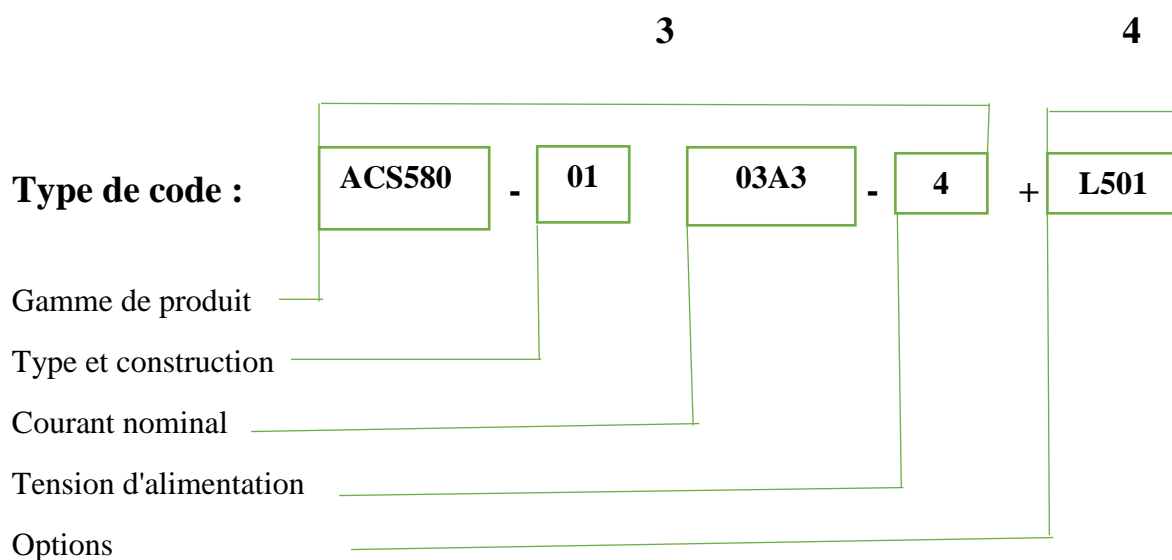 3 4
Type de code : ACS580 - 01 03A3 - 4 + L501
Gamme de produit
Type et construction
Courant nominal
Tension d'alimentation
Options